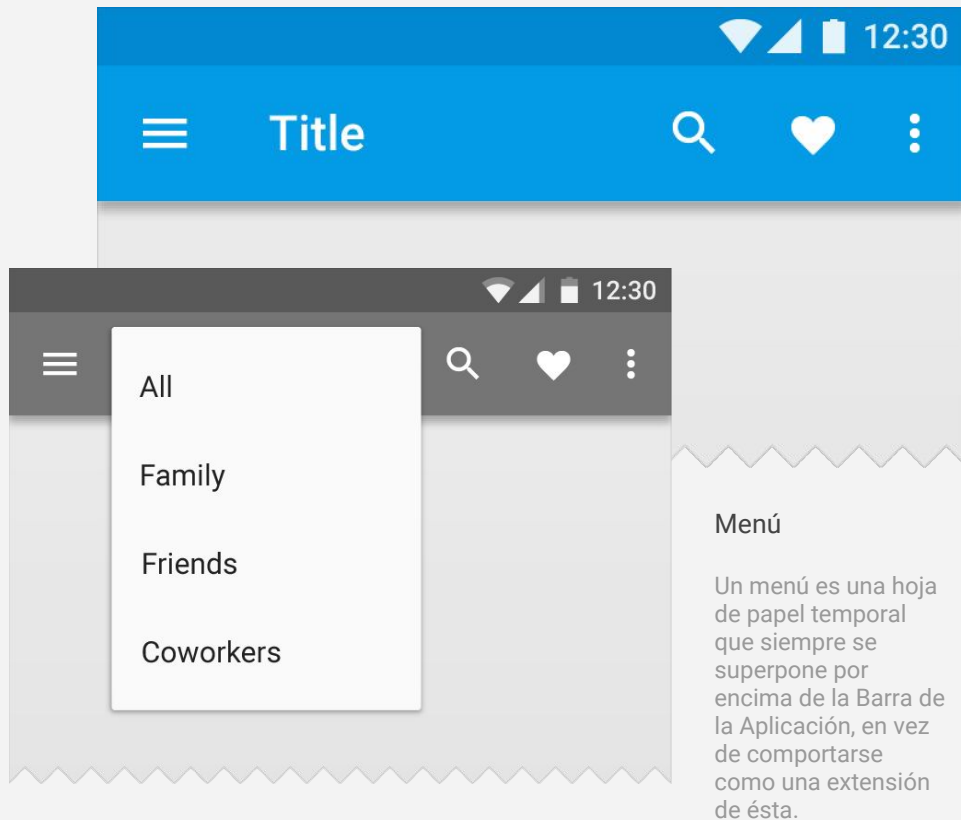 12:30
Title
12:30
All
Family
Friends
Coworkers
Menú
Un menú es una hoja
de papel temporal
que siempre se
superpone por
encima de la Barra de
la Aplicación, en vez
de comportarse
como una extensión
de ésta.